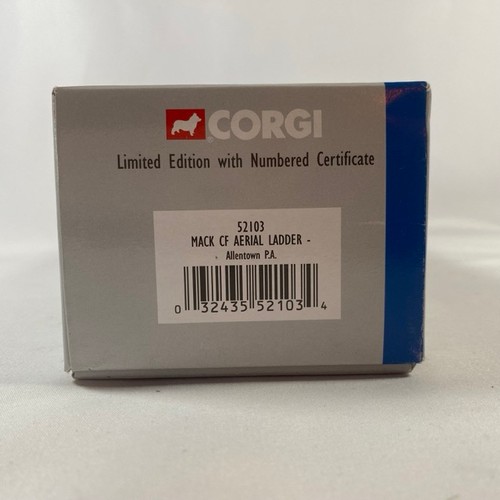 CORGI
Limited Edition with Numbered Certificate
52103
MACK CF AERIAL LADDER -
Allentown P.A.
0 32435 52103 4